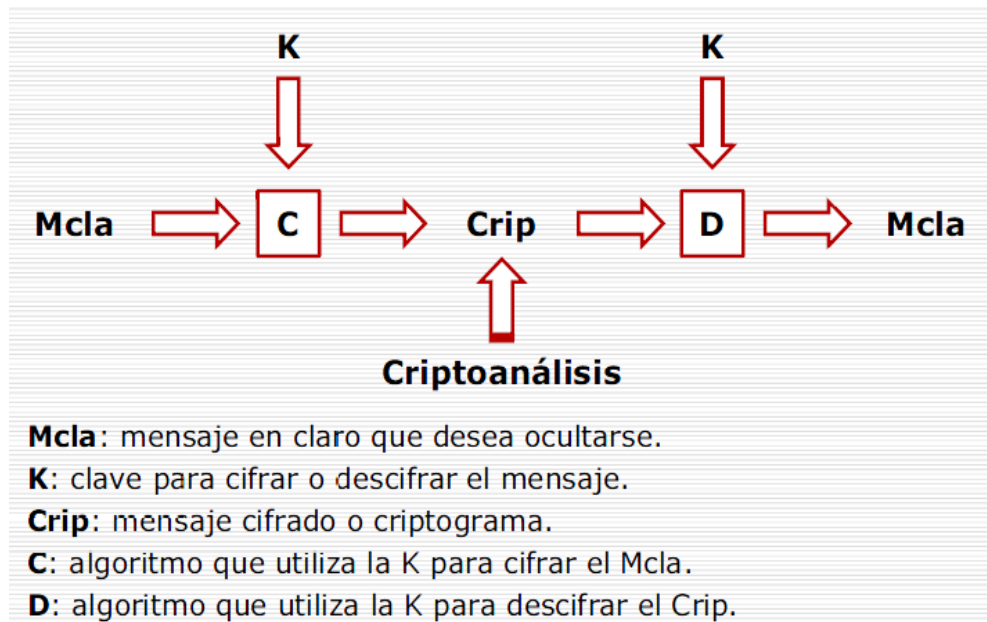 K K
Mcla C Crip D Mcla
Criptoanálisis
Mcla: mensaje en claro que desea ocultarse.
K: clave para cifrar o descifrar el mensaje.
Crip: mensaje cifrado o criptograma.
C: algoritmo que utiliza la K para cifrar el Mcla.
D: algoritmo que utiliza la K para descifrar el Crip.